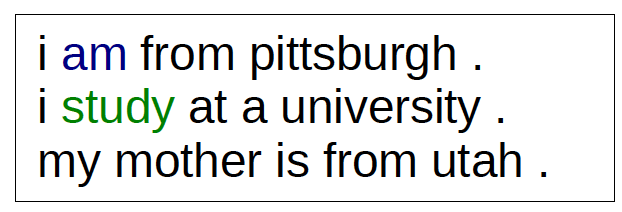 i am from pittsburgh .
i study at a university .
my mother is from utah .